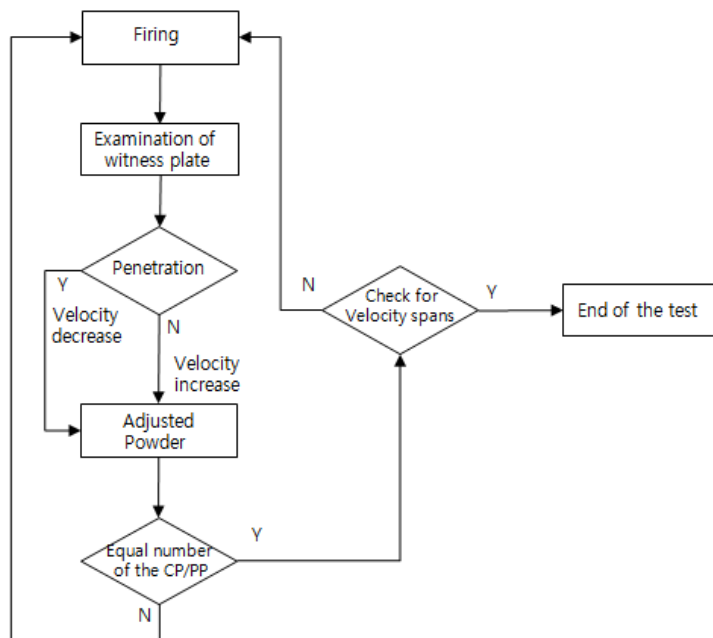 Firing
Examination of
witness plate
Penetration
Y
Velocity
decrease
N
Velocity
increase
Adjusted
Powder
Equal number
of the CP/PP
Y
N
N
Check for
Velocity spans
Y
End of the test